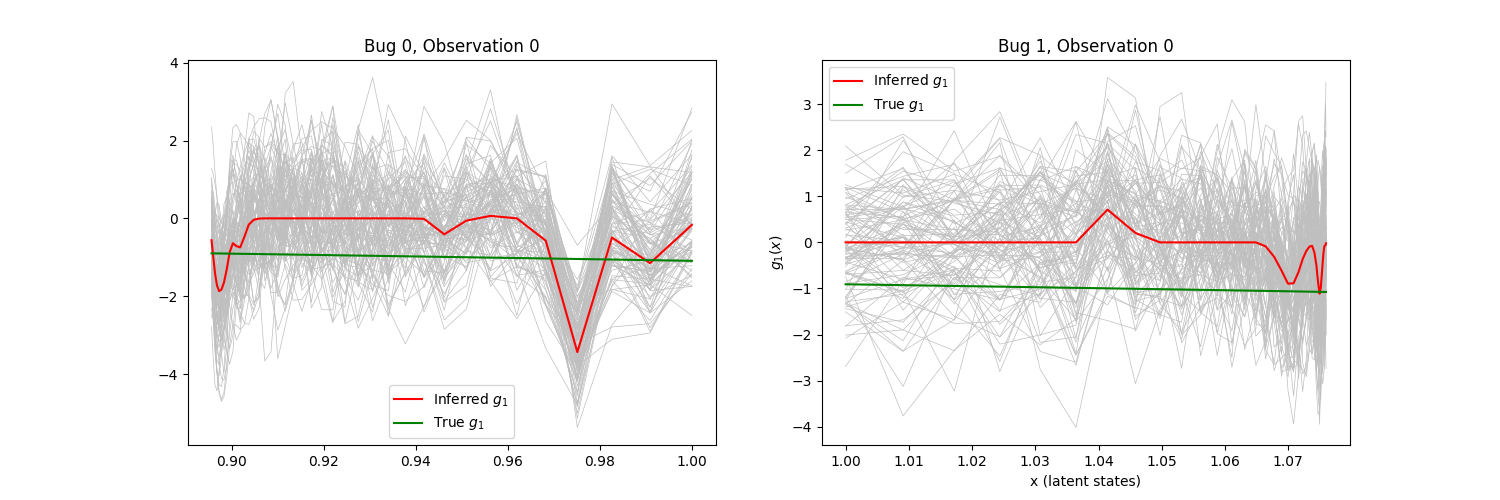 Bug 0, Observation 0
4
2
0
−2
−4
Inferred g₁
True g₁
0.90 0.92 0.94 0.96 0.98 1.00
Bug 1, Observation 0
Inferred g₁
True g₁
g₁(x)
3
2
1
0
−1
−2
−3
−4
1.00 1.01 1.02 1.03 1.04 1.05 1.06 1.07
x (latent states)